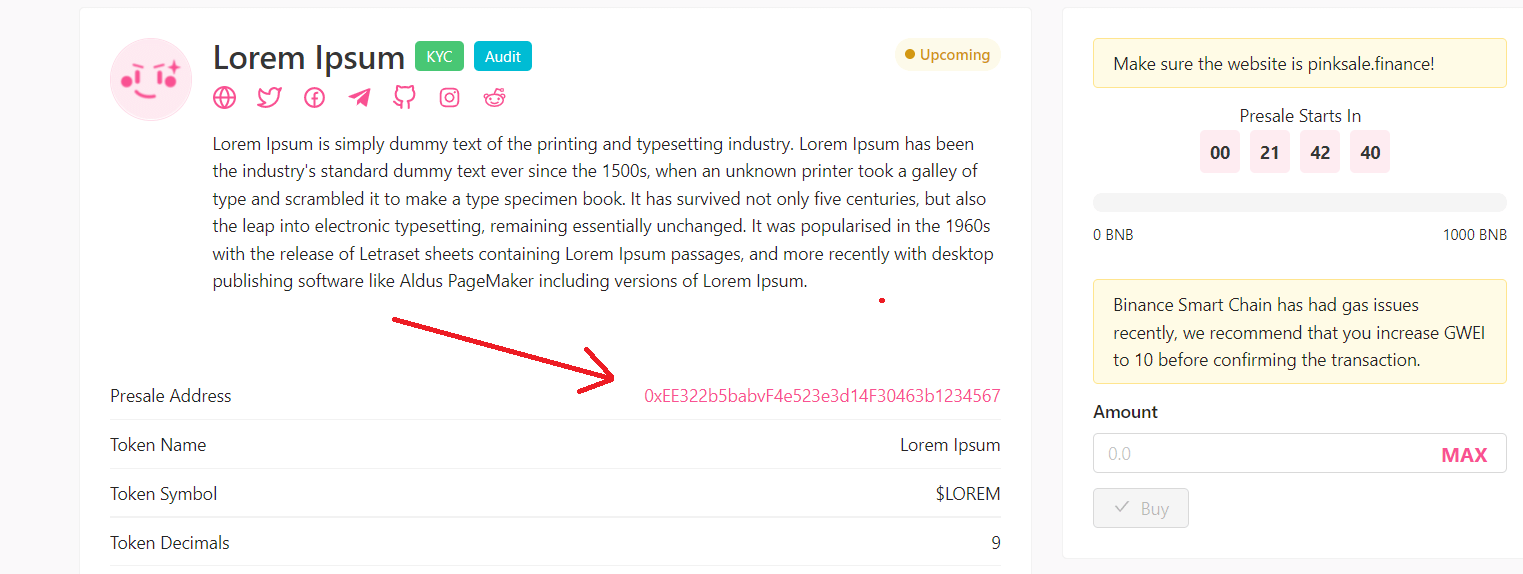 Lorem Ipsum KYC Audit
Upcoming
Lorem Ipsum is simply dummy text of the printing and typesetting industry. Lorem Ipsum has been
the industry's standard dummy text ever since the 1500s, when an unknown printer took a galley of
type and scrambled it to make a type specimen book. It has survived not only five centuries, but also
the leap into electronic typesetting, remaining essentially unchanged. It was popularised in the 1960s
with the release of Letraset sheets containing Lorem Ipsum passages, and more recently with desktop
publishing software like Aldus PageMaker including versions of Lorem Ipsum.
Presale Address 0xEE322b5babvF4e523e3d14F30463b1234567
Token Name Lorem Ipsum
Token Symbol $LOREM
Token Decimals 9
Make sure the website is pinksale.finance!
Presale Starts In
00 21 42 40
0 BNB 1000 BNB
Binance Smart Chain has had gas issues
recently, we recommend that you increase GWEI
to 10 before confirming the transaction.
Amount
0.0 MAX
Buy